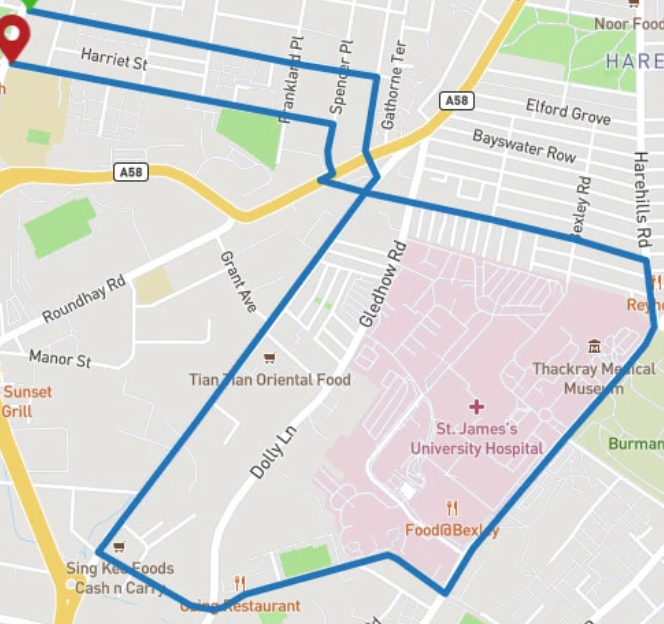 Noor Food
HARE
Harriet St
Frankland Pl
Spencer Pl
Gathorne Ter
A58
Elford Grove
Bayswater Row
A58
Bexley Rd
Harehills Rd
h
Grant Ave
Gledhow Rd
Roundhay Rd
Manor St
Thackray Medical
Museum
Tian Tian Oriental Food
Sunset
Grill
St. James's
University Hospital
Burman
Dolly Ln
Food@Bexley
Sing Kee Foods
Cash n Carry
Restaurant